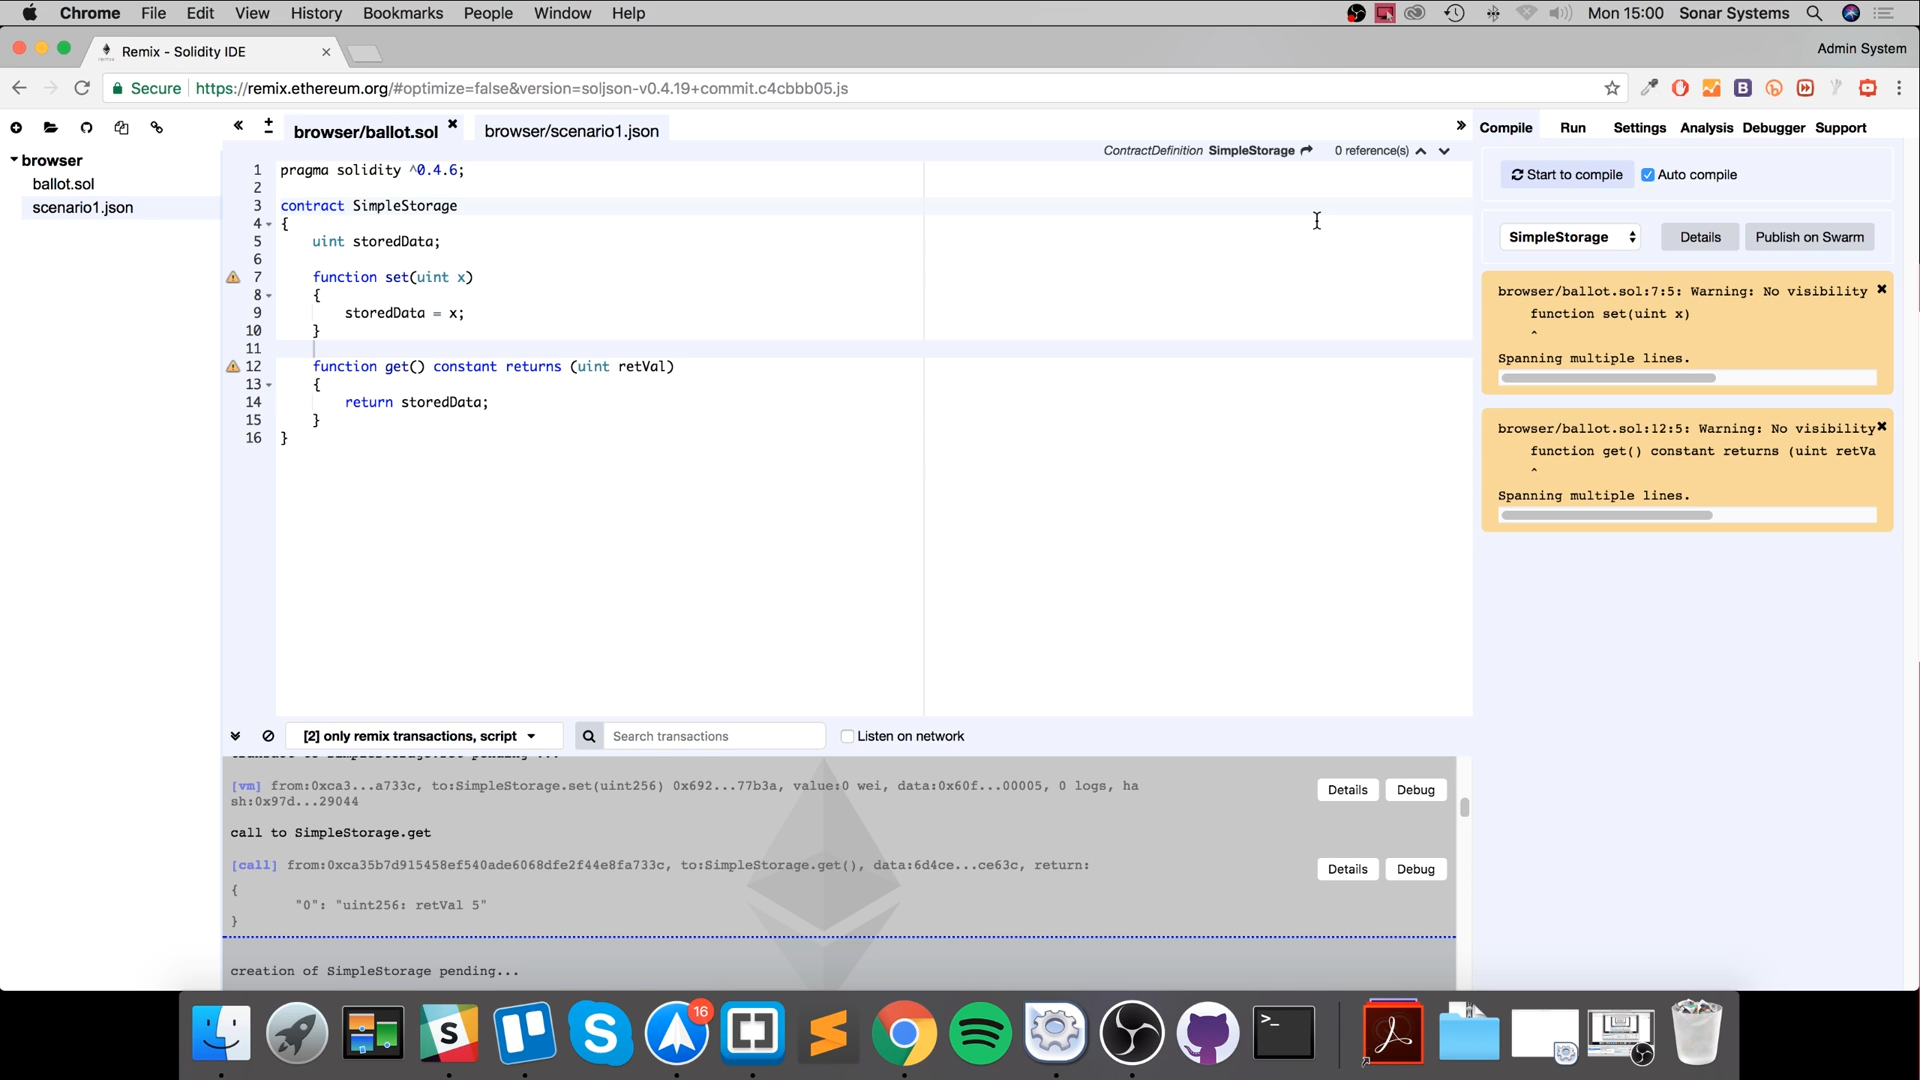 Chrome File Edit View History Bookmarks People Window Help Mon 15:00 Sonar Systems
Remix - Solidity IDE Admin System
Secure https://remix.ethereum.org/#optimize=false&version=soljson-v0.4.19+commit.c4cbbb05.js
browser/ballot.sol browser/scenario1.json Compile Run Settings Analysis Debugger Support
ContractDefinition SimpleStorage 0 reference(s)
browser
ballot.sol
scenario1.json
1 pragma solidity ^0.4.6;
2
3 contract SimpleStorage
4 {
5 uint storedData;
6
7 function set(uint x)
8 {
9 storedData = x;
10 }
11
12 function get() constant returns (uint retVal)
13 {
14 return storedData;
15 }
16 }
Start to compile Auto compile
SimpleStorage Details Publish on Swarm
browser/ballot.sol:7:5: Warning: No visibility
function set(uint x)
^
Spanning multiple lines.
browser/ballot.sol:12:5: Warning: No visibility
function get() constant returns (uint retVa
^
Spanning multiple lines.
[2] only remix transactions, script Search transactions Listen on network
[vm] from:0xca3...a733c, to:SimpleStorage.set(uint256) 0x692...77b3a, value:0 wei, data:0x60f...00005, 0 logs, ha
sh:0x97d...29044
Details Debug
call to SimpleStorage.get
[call] from:0xca35b7d915458ef540ade6068dfe2f44e8fa733c, to:SimpleStorage.get(), data:6d4ce...ce63c, return:
Details Debug
{
"0": "uint256: retVal 5"
}
creation of SimpleStorage pending...
16